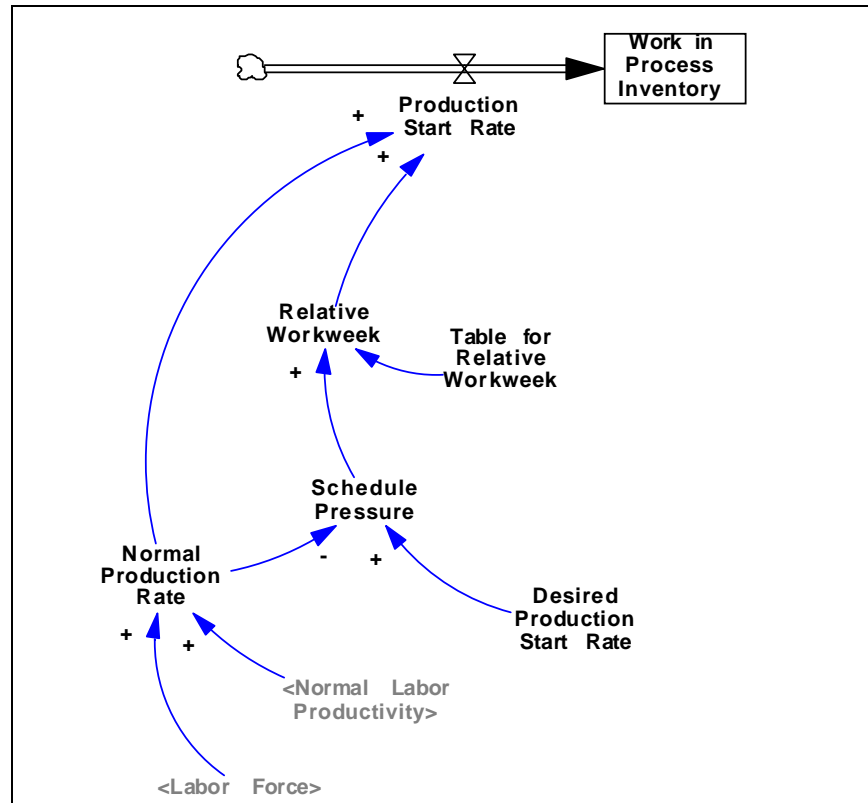 Work in
Process
Inventory
Production
Start Rate
+
+
Relative
Workweek
Table for
Relative
Workweek
+
Schedule
Pressure
Normal
Production
Rate
-
+
Desired
Production
Start Rate
+
+
<Normal Labor
Productivity>
<Labor Force>